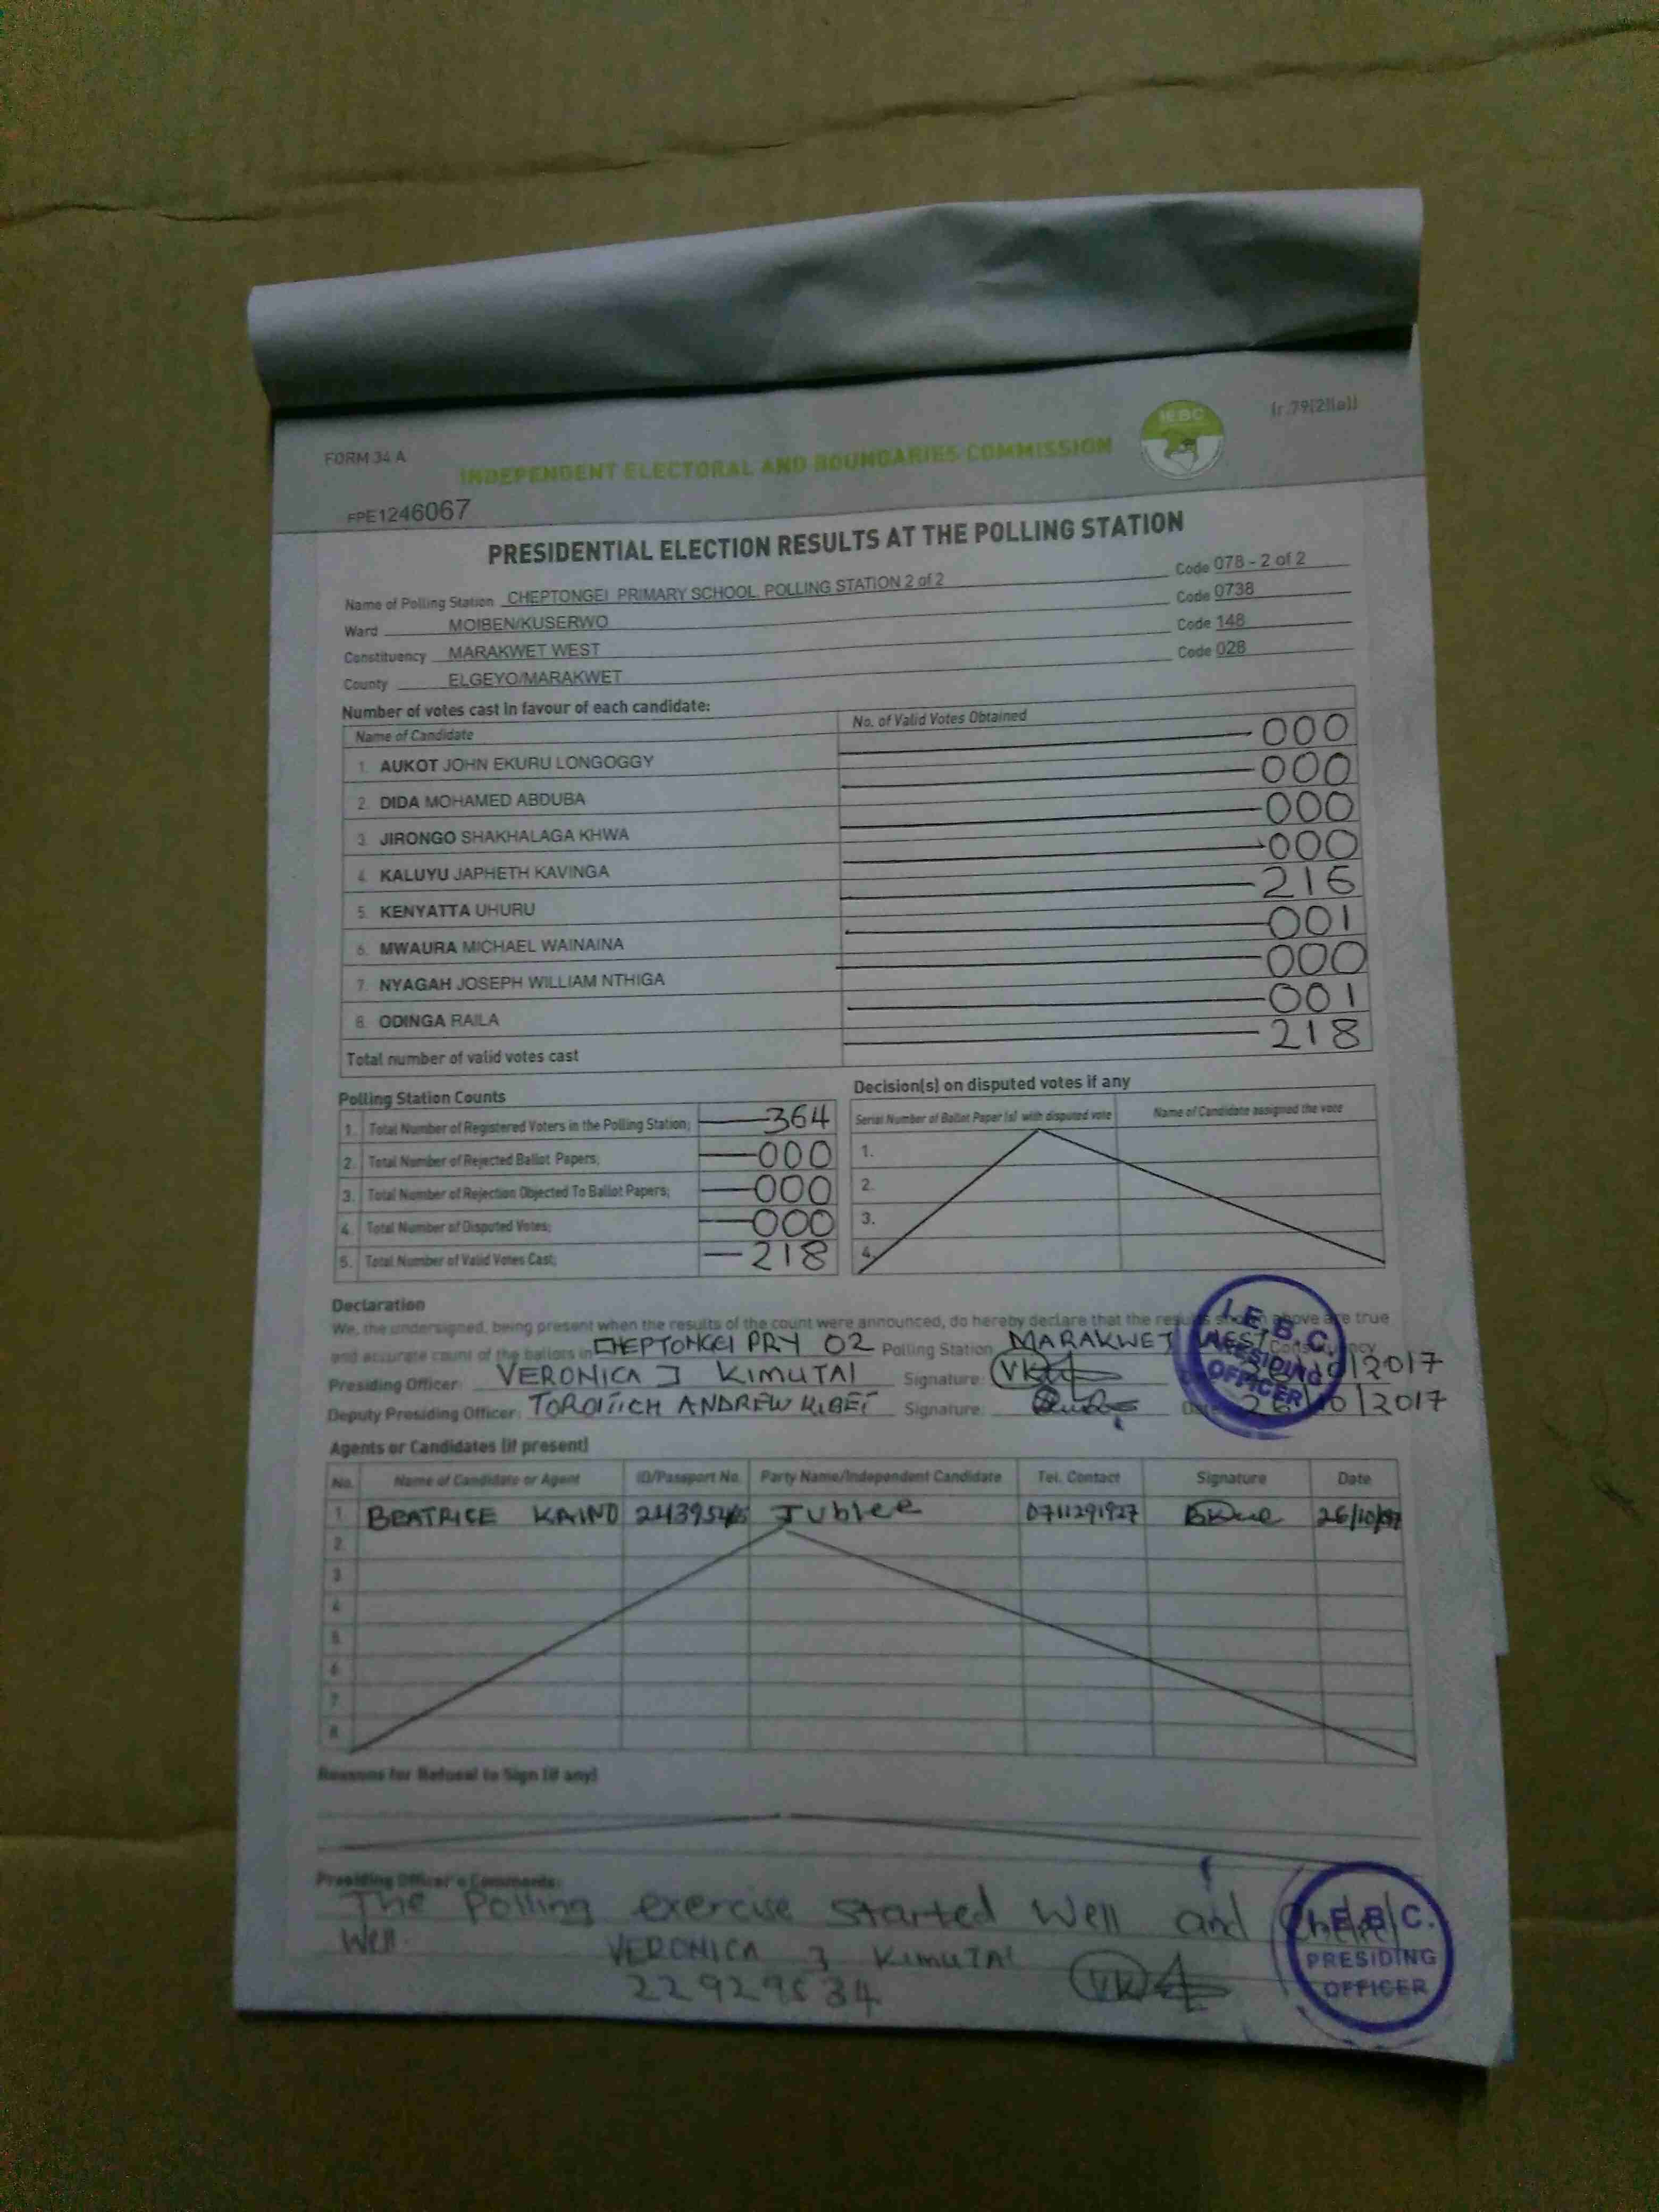 (r.79(2)(a))
IEBC
FORM 34 A
INDEPENDENT ELECTORAL AND BOUNDARIES COMMISSION
FPE1246067
PRESIDENTIAL ELECTION RESULTS AT THE POLLING STATION
Name of Polling Station CHEPTONGEI PRIMARY SCHOOL POLLING STATION 2 of 2 Code 078 - 2 of 2
Ward MOIBEN/KUSERWO Code 0738
Constituency MARAKWET WEST Code 148
County ELGEYO/MARAKWET Code 028
Number of votes cast in favour of each candidate:
Name of Candidate No. of Valid Votes Obtained
1. AUKOT JOHN EKURU LONGOGGY 000
2. DIDA MOHAMED ABDUBA 000
3. JIRONGO SHAKHALAGA KHWA 000
4. KALUYU JAPHETH KAVINGA 000
5. KENYATTA UHURU 216
6. MWAURA MICHAEL WAINAINA 001
7. NYAGAH JOSEPH WILLIAM NTHIGA 000
8. ODINGA RAILA 001
Total number of valid votes cast 218
Polling Station Counts
1. Total Number of Registered Voters in the Polling Station; 364
2. Total Number of Rejected Ballot Papers; 000
3. Total Number of Rejection Objected To Ballot Papers; 000
4. Total Number of Disputed Votes; 000
5. Total Number of Valid Votes Cast; 218
Decision(s) on disputed votes if any
Serial Number of Ballot Paper (s) with disputed vote Name of Candidate assigned the vote
1.
2.
3.
4.
Declaration
We, the undersigned, being present when the results of the count were announced, do hereby declare that the results shown above are true
and accurate count of the ballots in CHEPTONGEI PRY 02 Polling Station MARAKWET WEST Constituency
Presiding Officer: VERONICA J KIMUTAI Signature: VK 26/10/2017
Deputy Presiding Officer: TOROITICH ANDREW KIBET Signature: Date: 26/10/2017
I.E.B.C.
PRESIDING
OFFICER
Agents or Candidates (if present)
No. Name of Candidate or Agent ID/Passport No. Party Name/Independent Candidate Tel. Contact Signature Date
1 BEATRICE KAINO Jublee 0711291927 26/10/
2.
3
4
5
6
7
8
Reasons for Refusal to Sign (if any)
Presiding Officer's Comments:
The Polling exercise started Well and
Well.
VERONICA J KIMUTAI
VK
I.E.B.C.
PRESIDING
OFFICER